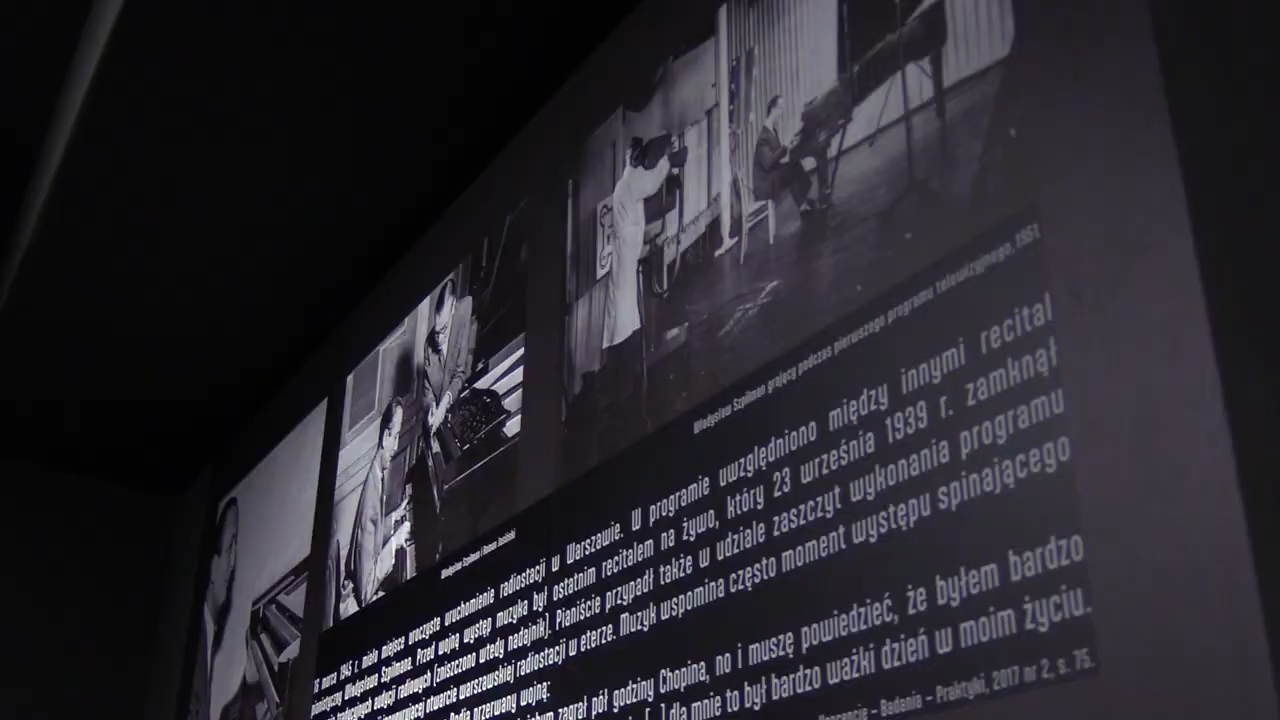 Władysław Szpilman grający podczas pierwszego programu telewizyjnego, 1951
Władysław Szpilman i Roman Jasiński
marca 1945 r. miało miejsce uroczyste uruchomienie radiostacji w Warszawie. W programie uwzględniono między innymi recital
Władysława Szpilmana. Przed wojną występ muzyka był ostatnim recitalem na żywo, który 23 września 1939 r. zamknął
audycji radiowych (zniszczono wtedy nadajnik). Pianiście przypadł także w udziale zaszczyt wykonania programu
otwarcie warszawskiej radiostacji w eterze. Muzyk wspomina często moment występu spinającego
Radia przerwany wojną:
zagrał pół godziny Chopina, no i muszę powiedzieć, że byłem bardzo
[...] dla mnie to był bardzo ważki dzień w moim życiu.
– Badania – Praktyki, 2017 nr 2, s. 75.